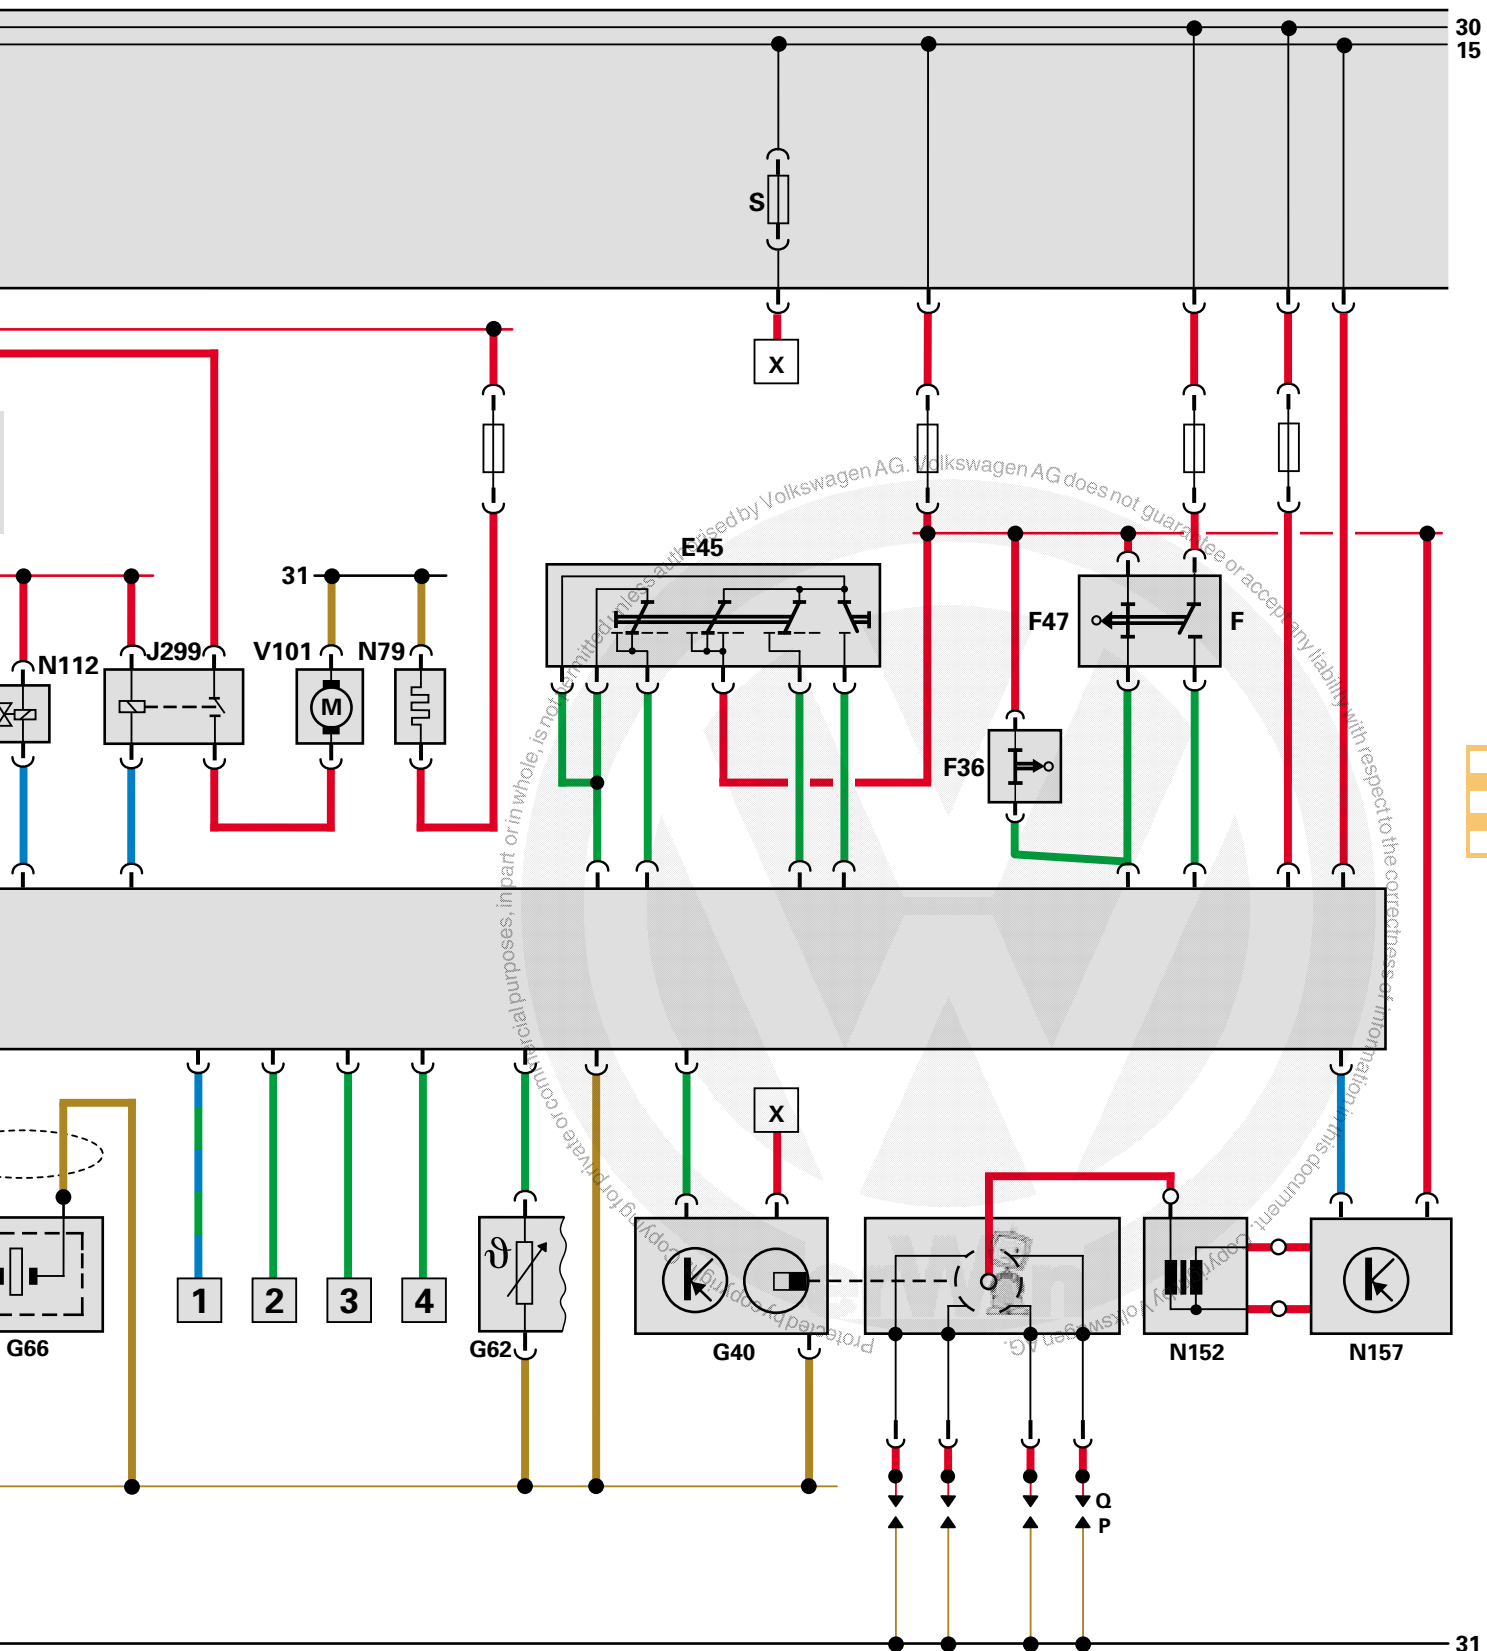 30
15
S
X
E45
31
N112
J299
V101
N79
M
F47
F
F36
X
1
2
3
4
ϑ
G66
G62
G40
N152
N157
Q
P
31
Protected by copyright. Copying for private or commercial purposes, in part or in whole, is not permitted unless authorised by Volkswagen AG. Volkswagen AG does not guarantee or accept any liability with respect to the correctness of information in this document. Copyright by Volkswagen AG.
erWin